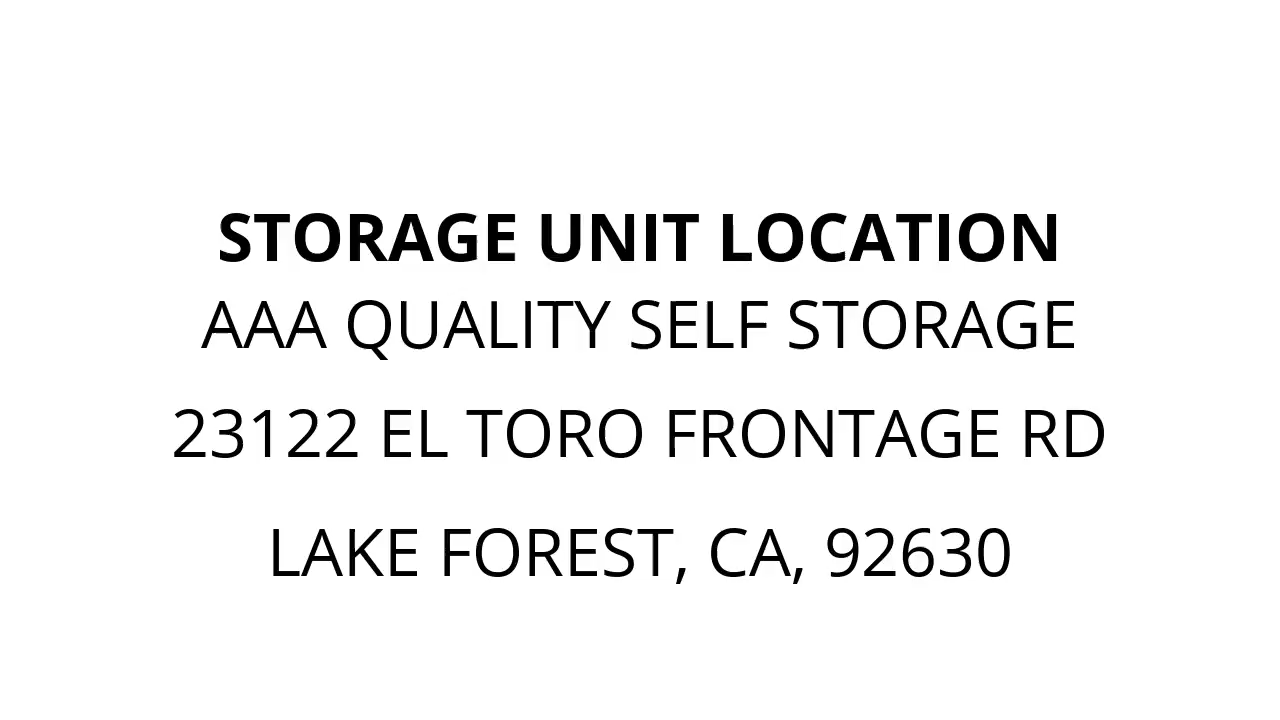 STORAGE UNIT LOCATION
AAA QUALITY SELF STORAGE
23122 EL TORO FRONTAGE RD
LAKE FOREST, CA, 92630